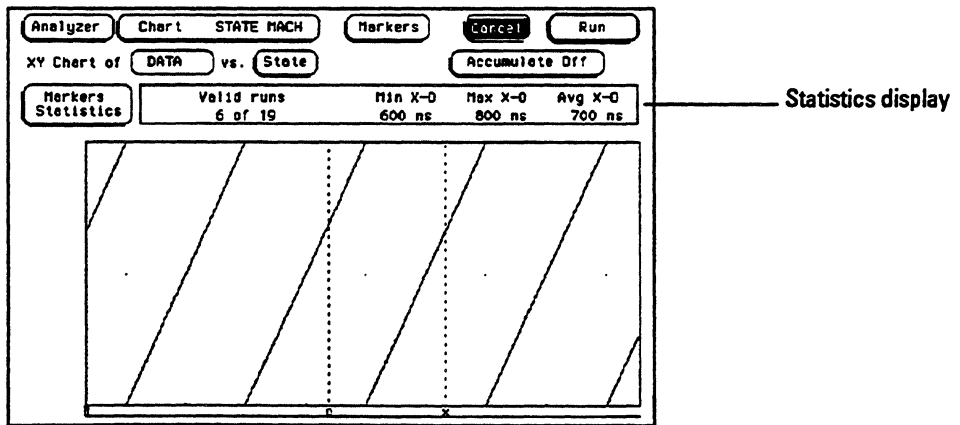 Analyzer Chart STATE MACH Markers Cancel Run
XY Chart of DATA vs. State Accumulate Off
Markers Statistics Valid runs Min X-O Max X-O Avg X-O
6 of 19 600 ns 800 ns 700 ns
Statistics display
O X